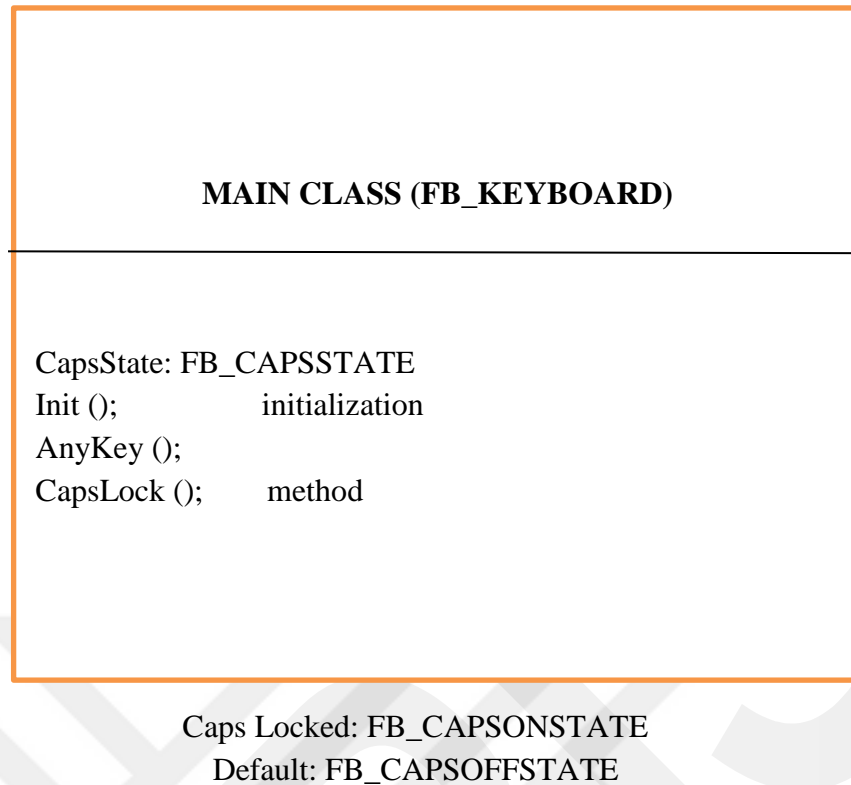 MAIN CLASS (FB_KEYBOARD)
CapsState: FB_CAPSSTATE
Init (); initialization
AnyKey ();
CapsLock (); method
Caps Locked: FB_CAPSONSTATE
Default: FB_CAPSOFFSTATE